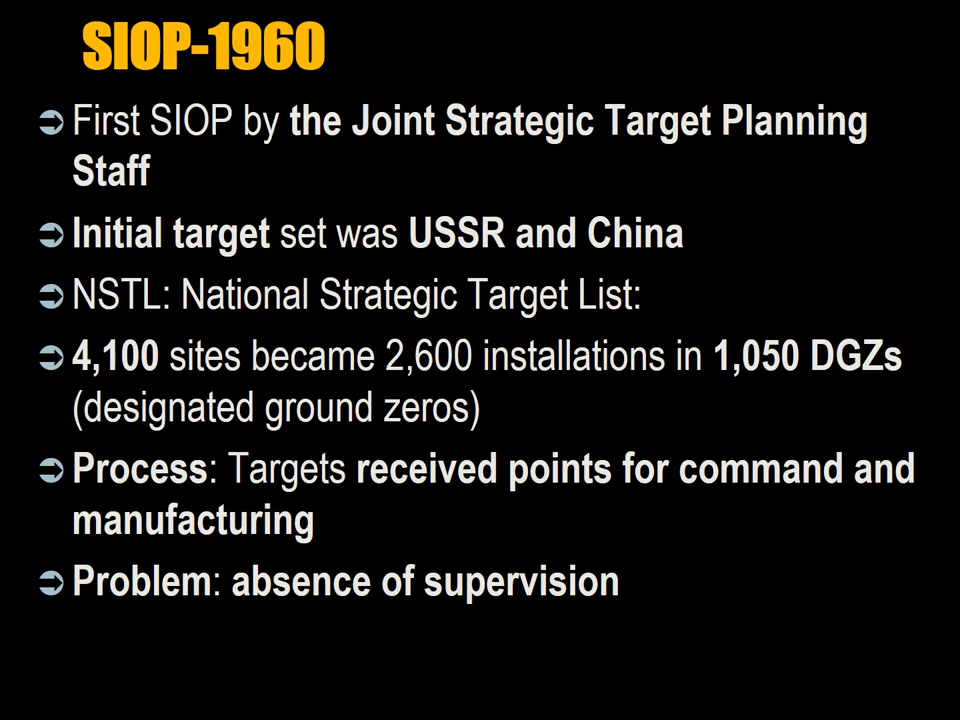 SIOP-1960
First SIOP by the Joint Strategic Target Planning
Staff
Initial target set was USSR and China
NSTL: National Strategic Target List:
4,100 sites became 2,600 installations in 1,050 DGZs
(designated ground zeros)
Process: Targets received points for command and
manufacturing
Problem: absence of supervision